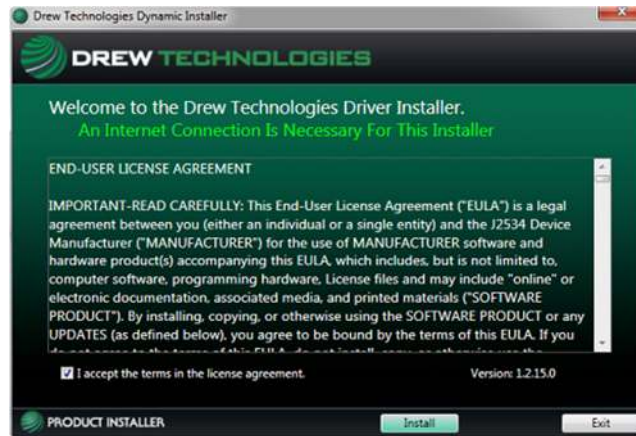 Drew Technologies Dynamic Installer
DREW TECHNOLOGIES
Welcome to the Drew Technologies Driver Installer.
An Internet Connection Is Necessary For This Installer
END-USER LICENSE AGREEMENT
IMPORTANT-READ CAREFULLY: This End-User License Agreement ("EULA") is a legal
agreement between you (either an individual or a single entity) and the J2534 Device
Manufacturer ("MANUFACTURER") for the use of MANUFACTURER software and
hardware product(s) accompanying this EULA, which includes, but is not limited to,
computer software, programming hardware, License files and may include "online" or
electronic documentation, associated media, and printed materials ("SOFTWARE
PRODUCT"). By installing, copying, or otherwise using the SOFTWARE PRODUCT or any
UPDATES (as defined below), you agree to be bound by the terms of this EULA. If you
I accept the terms in the license agreement.
Version: 1.2.15.0
PRODUCT INSTALLER
Install
Exit